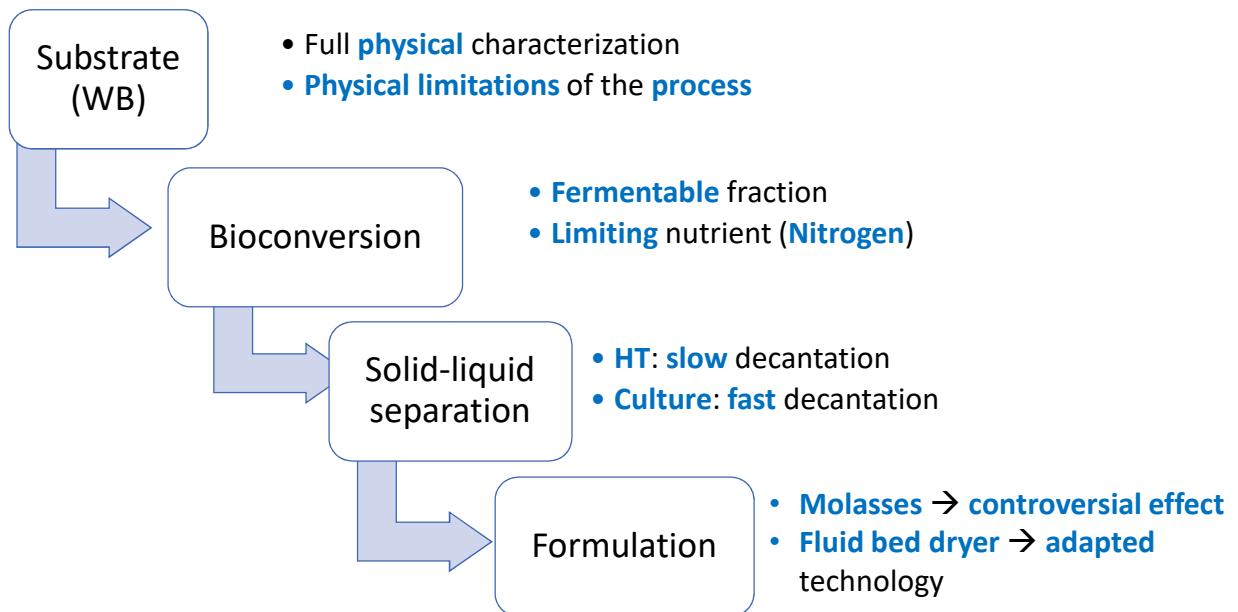 Substrate
(WB)
• Full physical characterization
• Physical limitations of the process
Bioconversion
• Fermentable fraction
• Limiting nutrient (Nitrogen)
Solid-liquid
separation
• HT: slow decantation
• Culture: fast decantation
Formulation
• Molasses → controversial effect
• Fluid bed dryer → adapted
technology